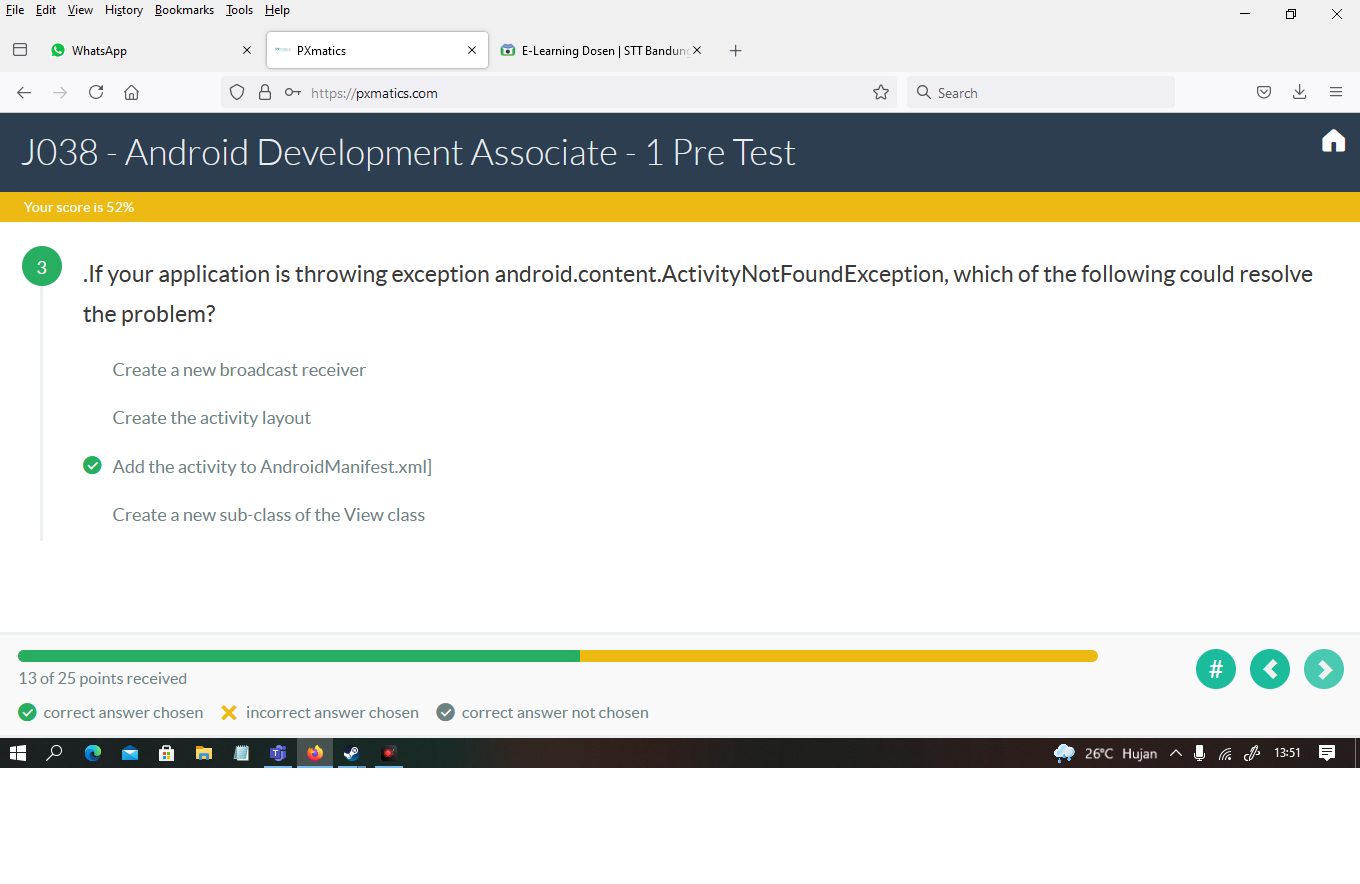 File Edit View History Bookmarks Tools Help
WhatsApp
PXmatics
E-Learning Dosen | STT Bandung
https://pxmatics.com
Search
J038 - Android Development Associate - 1 Pre Test
Your score is 52%
3
.If your application is throwing exception android.content.ActivityNotFoundException, which of the following could resolve
the problem?
Create a new broadcast receiver
Create the activity layout
Add the activity to AndroidManifest.xml]
Create a new sub-class of the View class
13 of 25 points received
#
correct answer chosen
incorrect answer chosen
correct answer not chosen
26°C Hujan
13:51